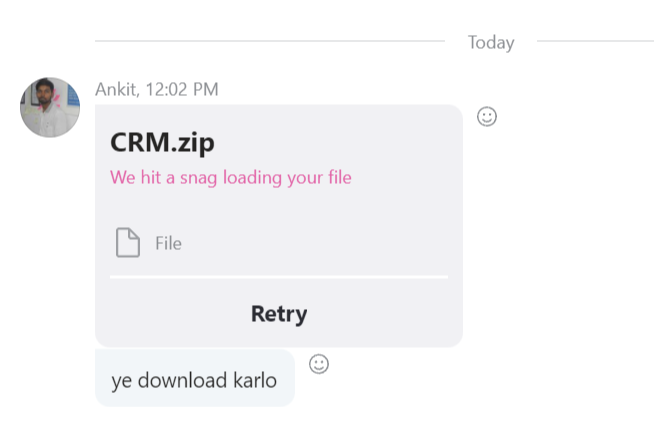 Today
Ankit, 12:02 PM
CRM.zip
We hit a snag loading your file
File
Retry
ye download karlo